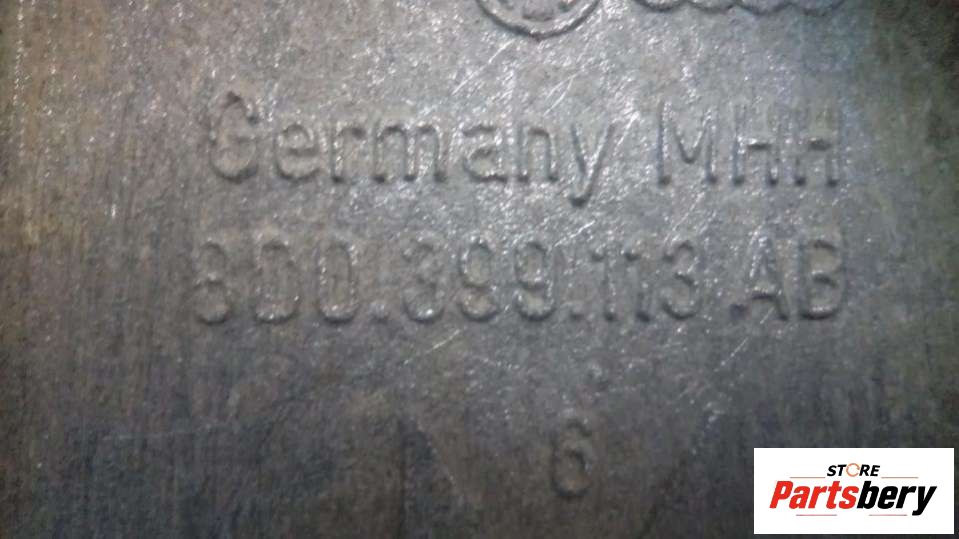 Germany MHH
8D0.399.113.AB
6
STORE
Partsbery